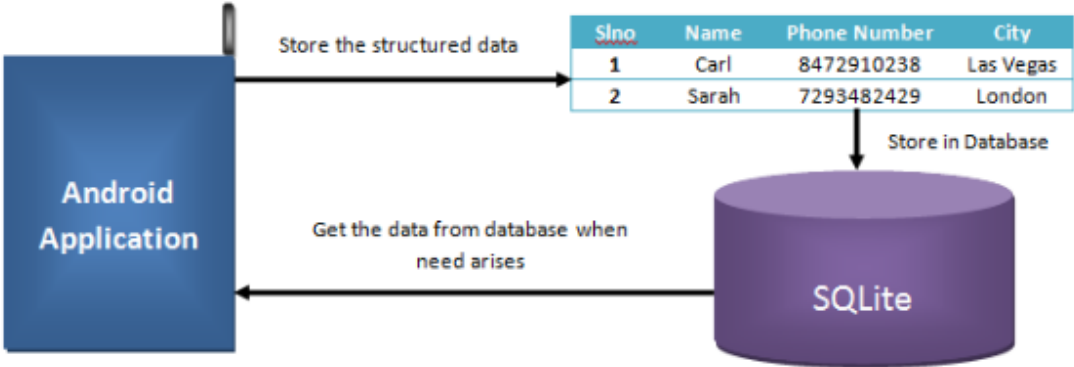 Store the structured data
Slno Name Phone Number City
1 Carl 8472910238 Las Vegas
2 Sarah 7293482429 London
Store in Database
Android
Application
Get the data from database when
need arises
SQLite